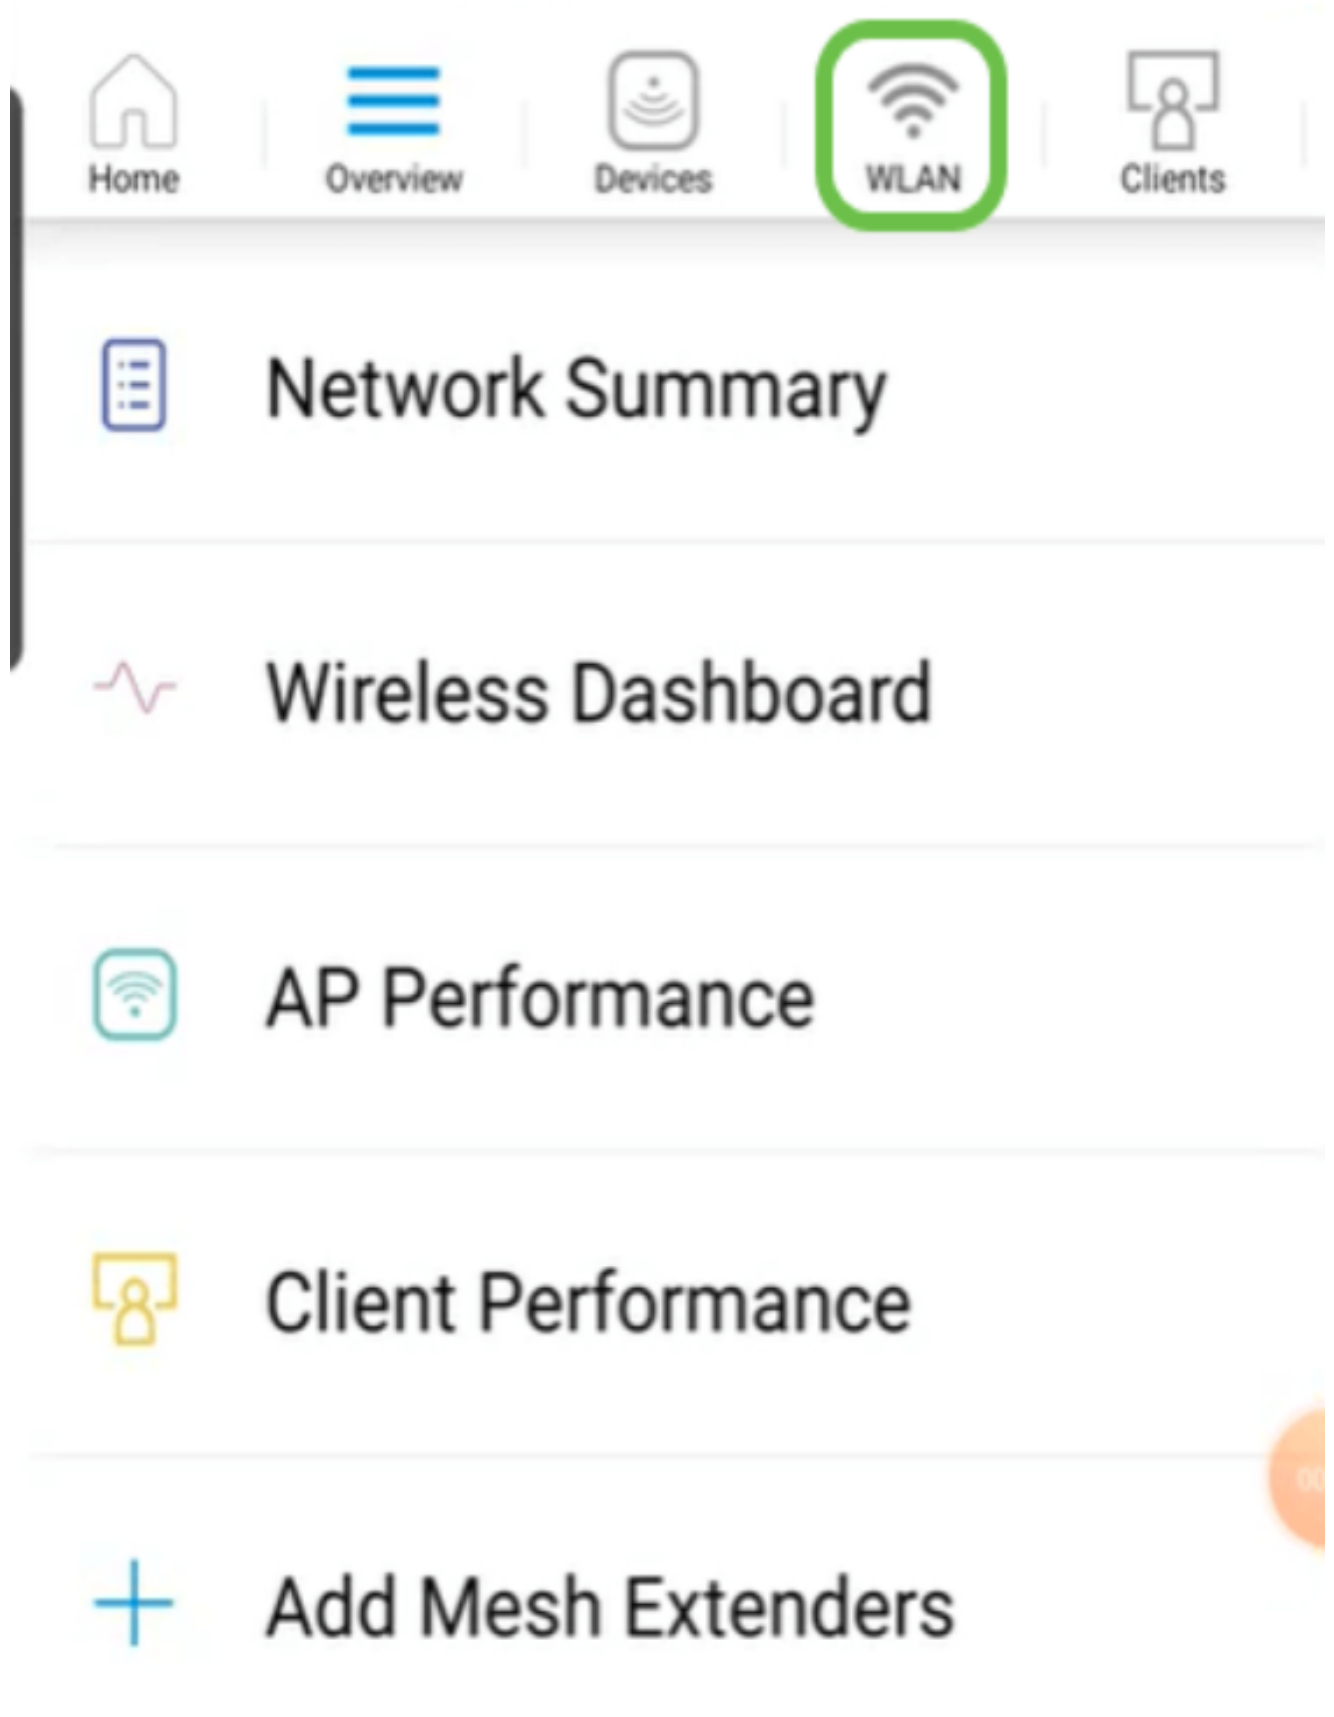 Home
Overview
Devices
WLAN
Clients
Network Summary
Wireless Dashboard
AP Performance
Client Performance
Add Mesh Extenders